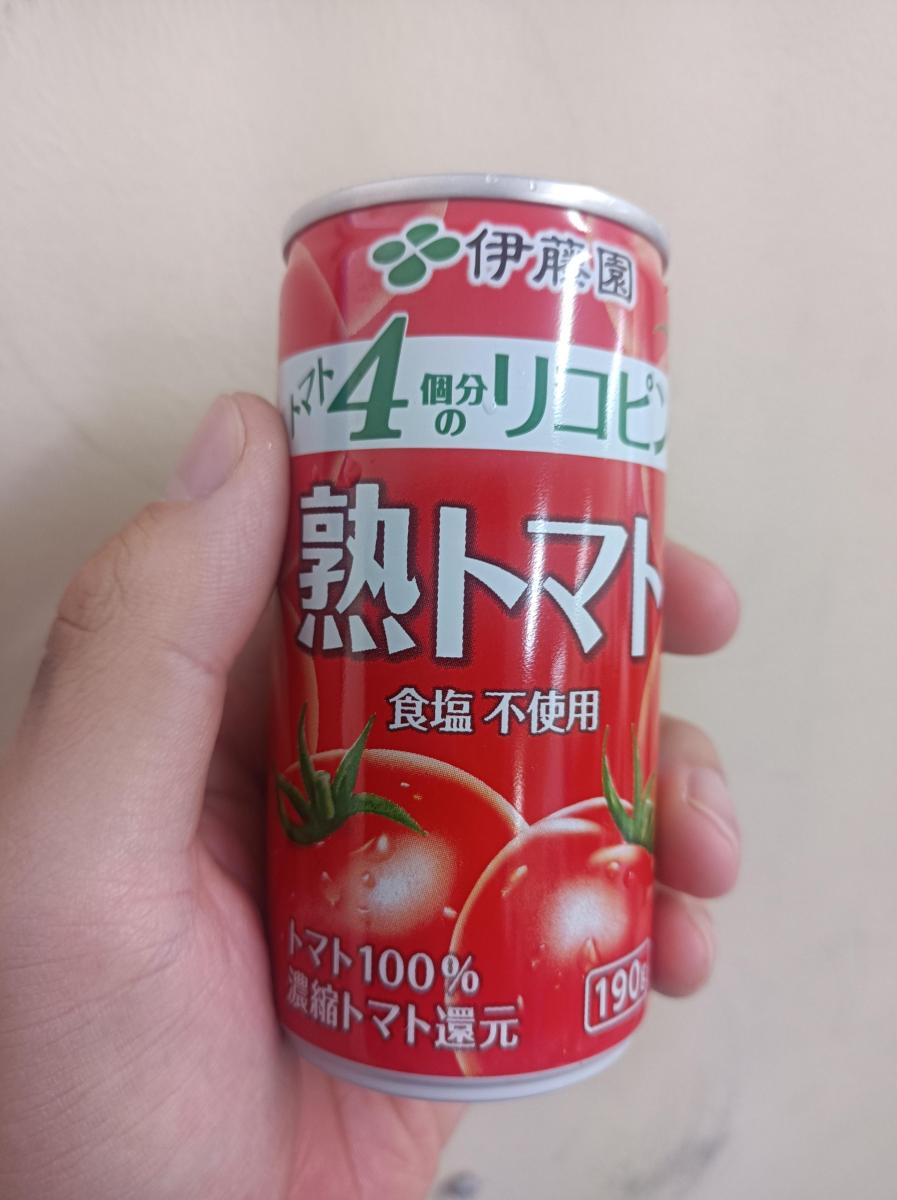 伊藤園
トマト4個分のリコピン
熟トマト
食塩 不使用
トマト100%
濃縮トマト還元
190g